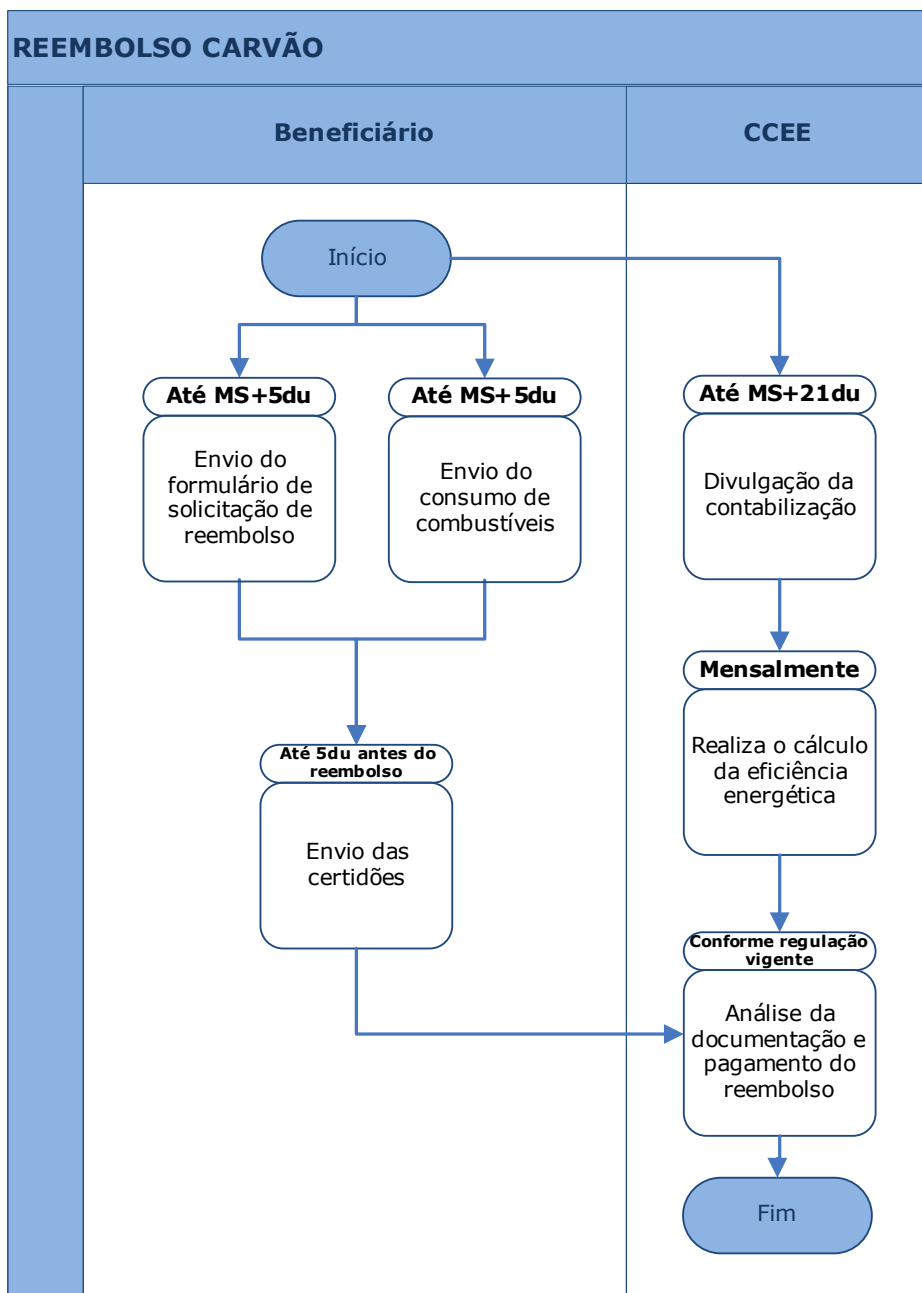 REEMBOLSO CARVÃO
Beneficiário
CCEE
Início
Até MS+5du
Envio do
formulário de
solicitação de
reembolso
Até MS+5du
Envio do
consumo de
combustíveis
Até MS+21du
Divulgação da
contabilização
Mensalmente
Realiza o cálculo
da eficiência
energética
Até 5du antes do
reembolso
Envio das
certidões
Conforme regulação
vigente
Análise da
documentação e
pagamento do
reembolso
Fim